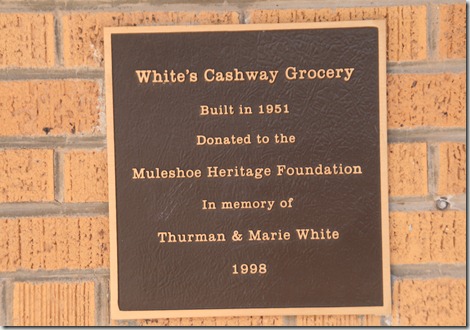 White's Cashway Grocery
Built in 1951
Donated to the
Muleshoe Heritage Foundation
In memory of
Thurman & Marie White
1998